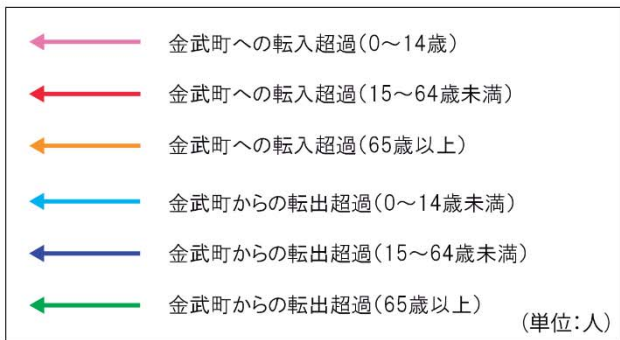 金武町への転入超過(0～14歳)
金武町への転入超過(15～64歳未満)
金武町への転入超過(65歳以上)
金武町からの転出超過(0～14歳未満)
金武町からの転出超過(15～64歳未満)
金武町からの転出超過(65歳以上)
(単位:人)